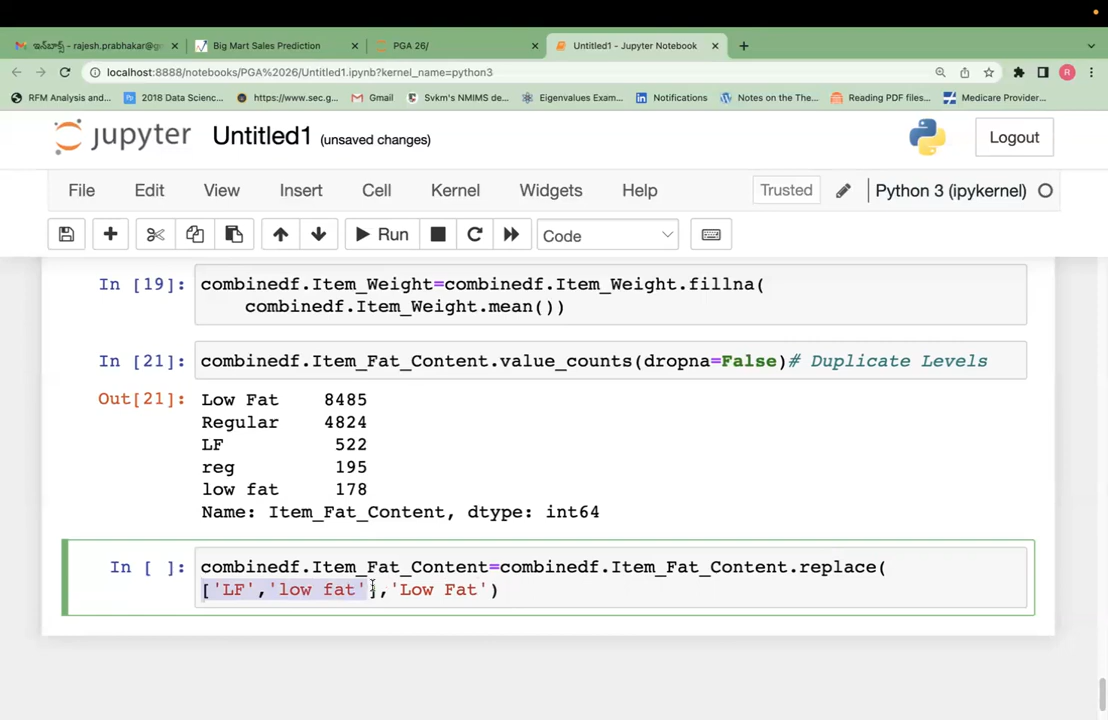 ఇన్‌బాక్స్ - rajesh.prabhakar@gm
Big Mart Sales Prediction
PGA 26/
Untitled1 - Jupyter Notebook
localhost:8888/notebooks/PGA%2026/Untitled1.ipynb?kernel_name=python3
R
RFM Analysis and...
2018 Data Scienc...
https://www.sec.g...
Gmail
Svkm's NMIMS de...
Eigenvalues Exam...
Notifications
Notes on the The...
Reading PDF files...
Medicare Provider...
jupyter Untitled1 (unsaved changes)
Logout
File Edit View Insert Cell Kernel Widgets Help
Trusted
Python 3 (ipykernel)
Run
Code
In [19]: combinedf.Item_Weight=combinedf.Item_Weight.fillna(
combinedf.Item_Weight.mean())
In [21]: combinedf.Item_Fat_Content.value_counts(dropna=False)# Duplicate Levels
Out[21]: Low Fat 8485
Regular 4824
LF 522
reg 195
low fat 178
Name: Item_Fat_Content, dtype: int64
In [ ]: combinedf.Item_Fat_Content=combinedf.Item_Fat_Content.replace(
['LF','low fat'],'Low Fat')